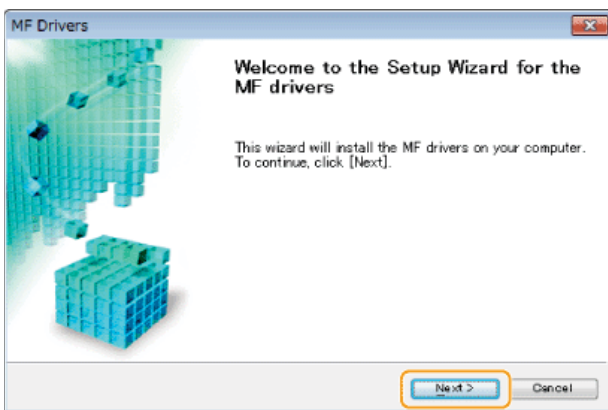 MF Drivers
Welcome to the Setup Wizard for the
MF drivers
This wizard will install the MF drivers on your computer.
To continue, click [Next].
Next >
Cancel